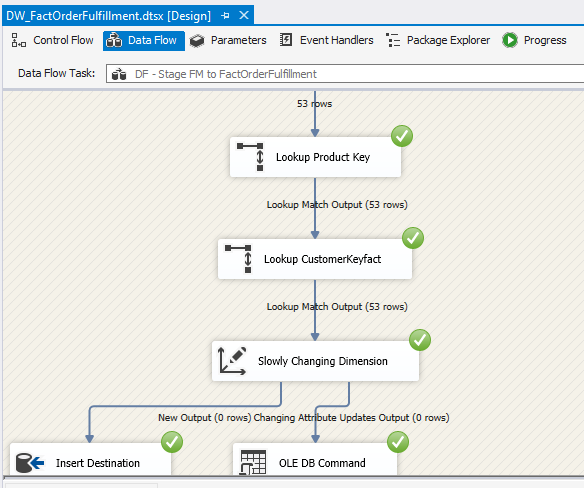 DW_FactOrderFulfillment.dtsx [Design]
Control Flow Data Flow Parameters Event Handlers Package Explorer Progress
Data Flow Task: DF - Stage FM to FactOrderFulfillment
53 rows
Lookup Product Key
Lookup Match Output (53 rows)
Lookup CustomerKeyfact
Lookup Match Output (53 rows)
Slowly Changing Dimension
New Output (0 rows) Changing Attribute Updates Output (0 rows)
Insert Destination OLE DB Command